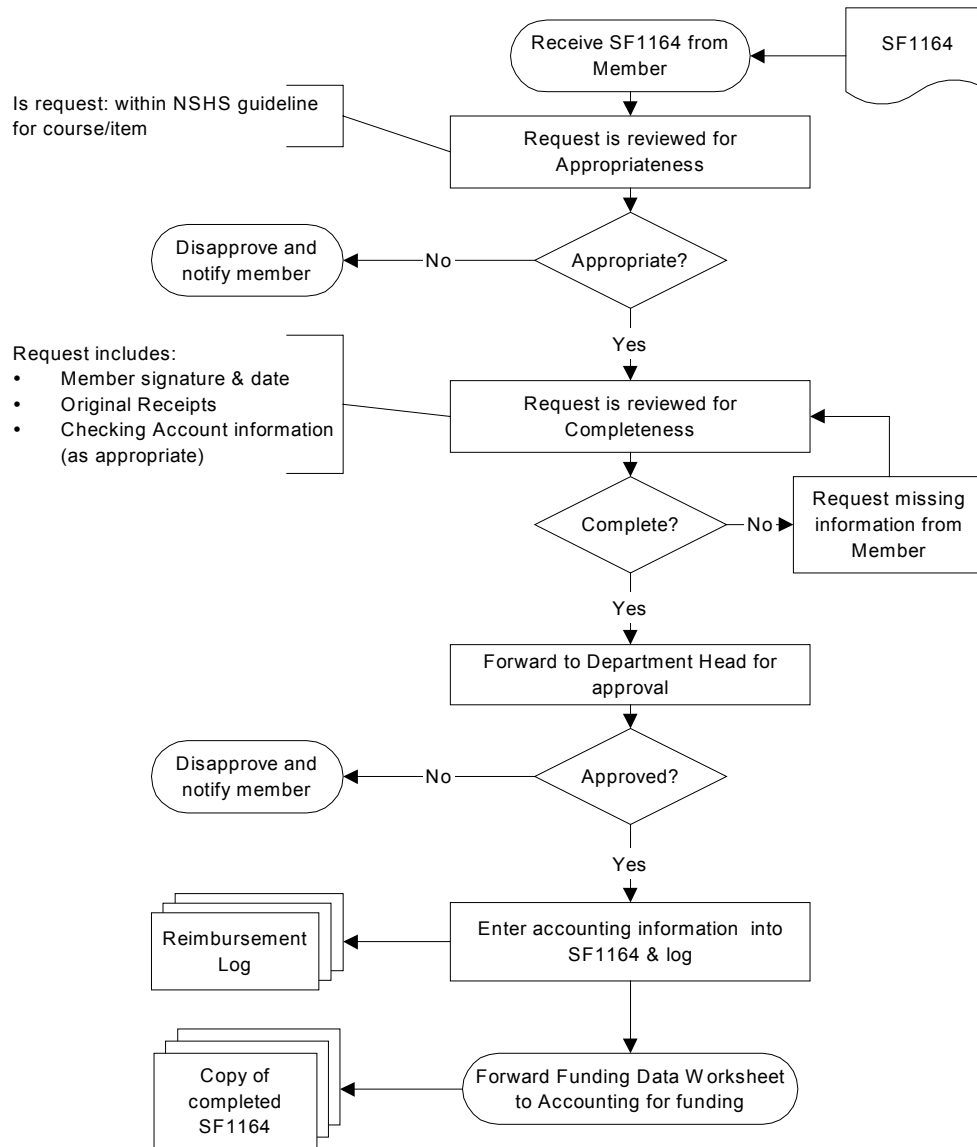 Receive SF1164 from
Member
SF1164
Is request: within NSHS guideline
for course/item
Request is reviewed for
Appropriateness
Disapprove and
notify member
No
Appropriate?
Yes
Request includes:
• Member signature & date
• Original Receipts
• Checking Account information
(as appropriate)
Request is reviewed for
Completeness
Complete?
No
Request missing
information from
Member
Yes
Forward to Department Head for
approval
Disapprove and
notify member
No
Approved?
Yes
Reimbursement
Log
Enter accounting information into
SF1164 & log
Copy of
completed
SF1164
Forward Funding Data Worksheet
to Accounting for funding